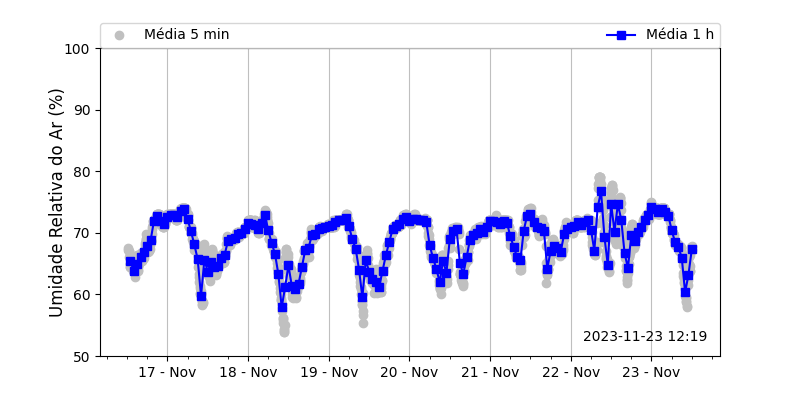 Média 5 min
Média 1 h
100
90
80
70
60
50
Umidade Relativa do Ar (%)
2023-11-23 12:19
17 - Nov
18 - Nov
19 - Nov
20 - Nov
21 - Nov
22 - Nov
23 - Nov